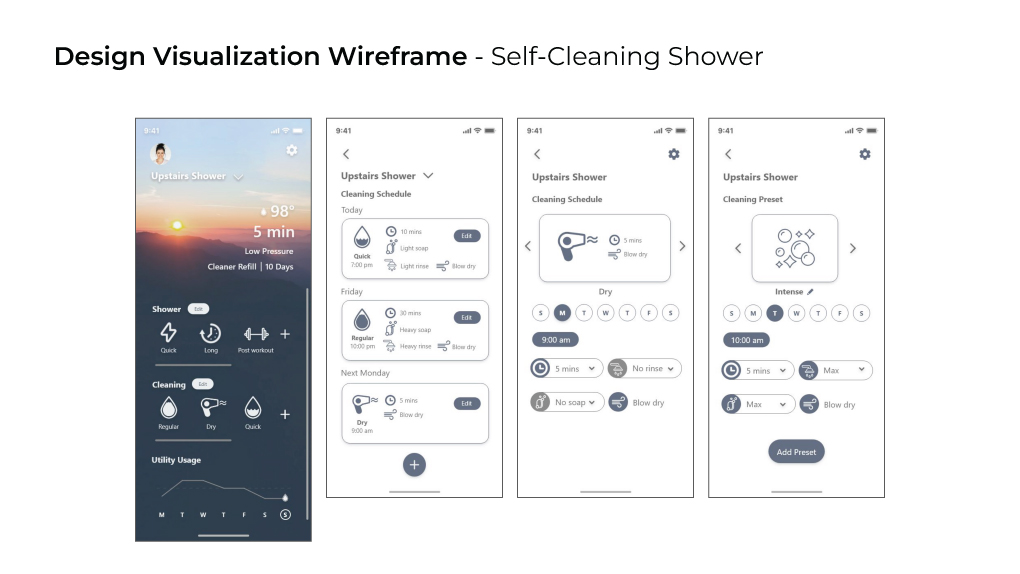 Design Visualization Wireframe - Self-Cleaning Shower
9:41
Upstairs Shower
98°
5 min
Low Pressure
Cleaner Refill | 10 Days
Shower Edit
Quick Long Post workout +
Cleaning Edit
Regular Dry Quick +
Utility Usage
M T W T F S S
9:41
Upstairs Shower
Cleaning Schedule
Today
10 mins
Edit
Light soap
Quick
7:00 pm
Light rinse Blow dry
Friday
30 mins
Edit
Heavy soap
Regular
10:00 pm
Heavy rinse Blow dry
Next Monday
5 mins
Edit
Blow dry
Dry
9:00 am
+
9:41
Upstairs Shower
Cleaning Schedule
5 mins
Blow dry
Dry
S M T W T F S
9:00 am
5 mins No rinse
No soap Blow dry
9:41
Upstairs Shower
Cleaning Preset
Intense
S M T W T F S
10:00 am
5 mins Max
Max Blow dry
Add Preset